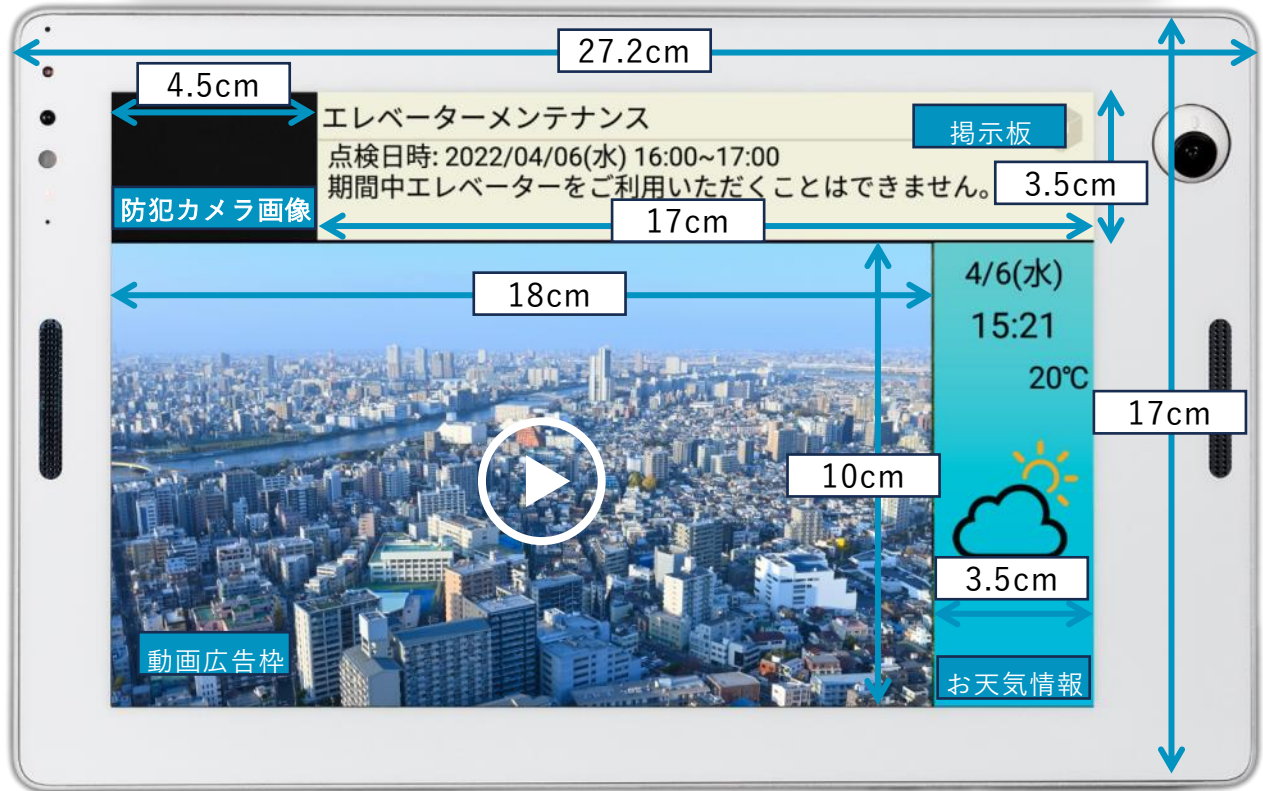 27.2cm
4.5cm
エレベーターメンテナンス
掲示板
点検日時: 2022/04/06(水) 16:00~17:00
期間中エレベーターをご利用いただくことはできません。
3.5cm
防犯カメラ画像
17cm
18cm
4/6(水)
15:21
20℃
17cm
10cm
3.5cm
動画広告枠
お天気情報